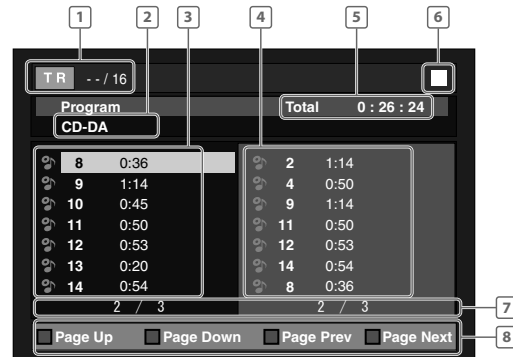 1 2 3 4 5 6
TR - - / 16
Program Total 0 : 26 : 24
CD-DA
8 0:36 2 1:14
9 1:14 4 0:50
10 0:45 9 1:14
11 0:50 11 0:50
12 0:53 12 0:53
13 0:20 14 0:54
14 0:54 8 0:36
2 / 3 2 / 3
7
Page Up Page Down Page Prev Page Next
8